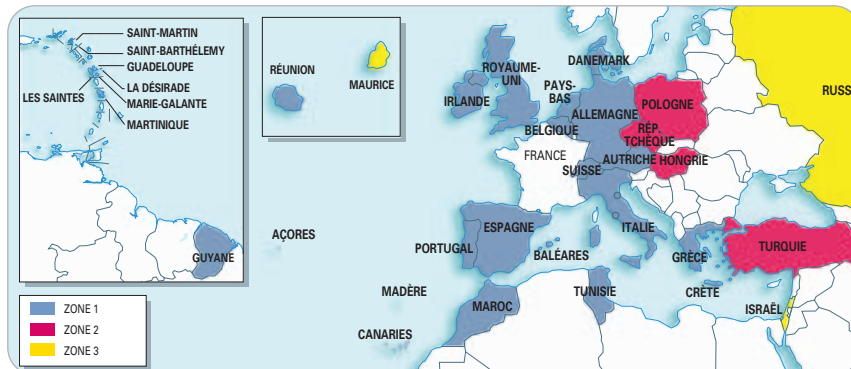 SAINT-MARTIN
SAINT-BARTHÉLEMY
GUADELOUPE
LES SAINTES
LA DÉSIRADE
MARIE-GALANTE
MARTINIQUE
GUYANE
RÉUNION
MAURICE
ROYAUME-
UNI
IRLANDE
DANEMARK
PAYS-
BAS
ALLEMAGNE
POLOGNE
BELGIQUE
RÉP.
TCHÈQUE
FRANCE
AUTRICHE
HONGRIE
SUISSE
RUSS
AÇORES
PORTUGAL
ESPAGNE
BALÉARES
ITALIE
GRÈCE
TURQUIE
MADÈRE
MAROC
TUNISIE
CRÈTE
ISRAËL
CANARIES
ZONE 1
ZONE 2
ZONE 3